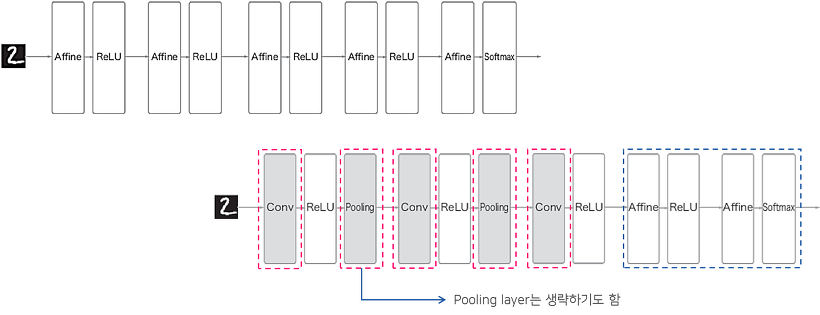 2 Affine ReLU Affine ReLU Affine ReLU Affine ReLU Affine Softmax
2 Conv ReLU Pooling Conv ReLU Pooling Conv ReLU Affine ReLU Affine Softmax
Pooling layer는 생략하기도 함